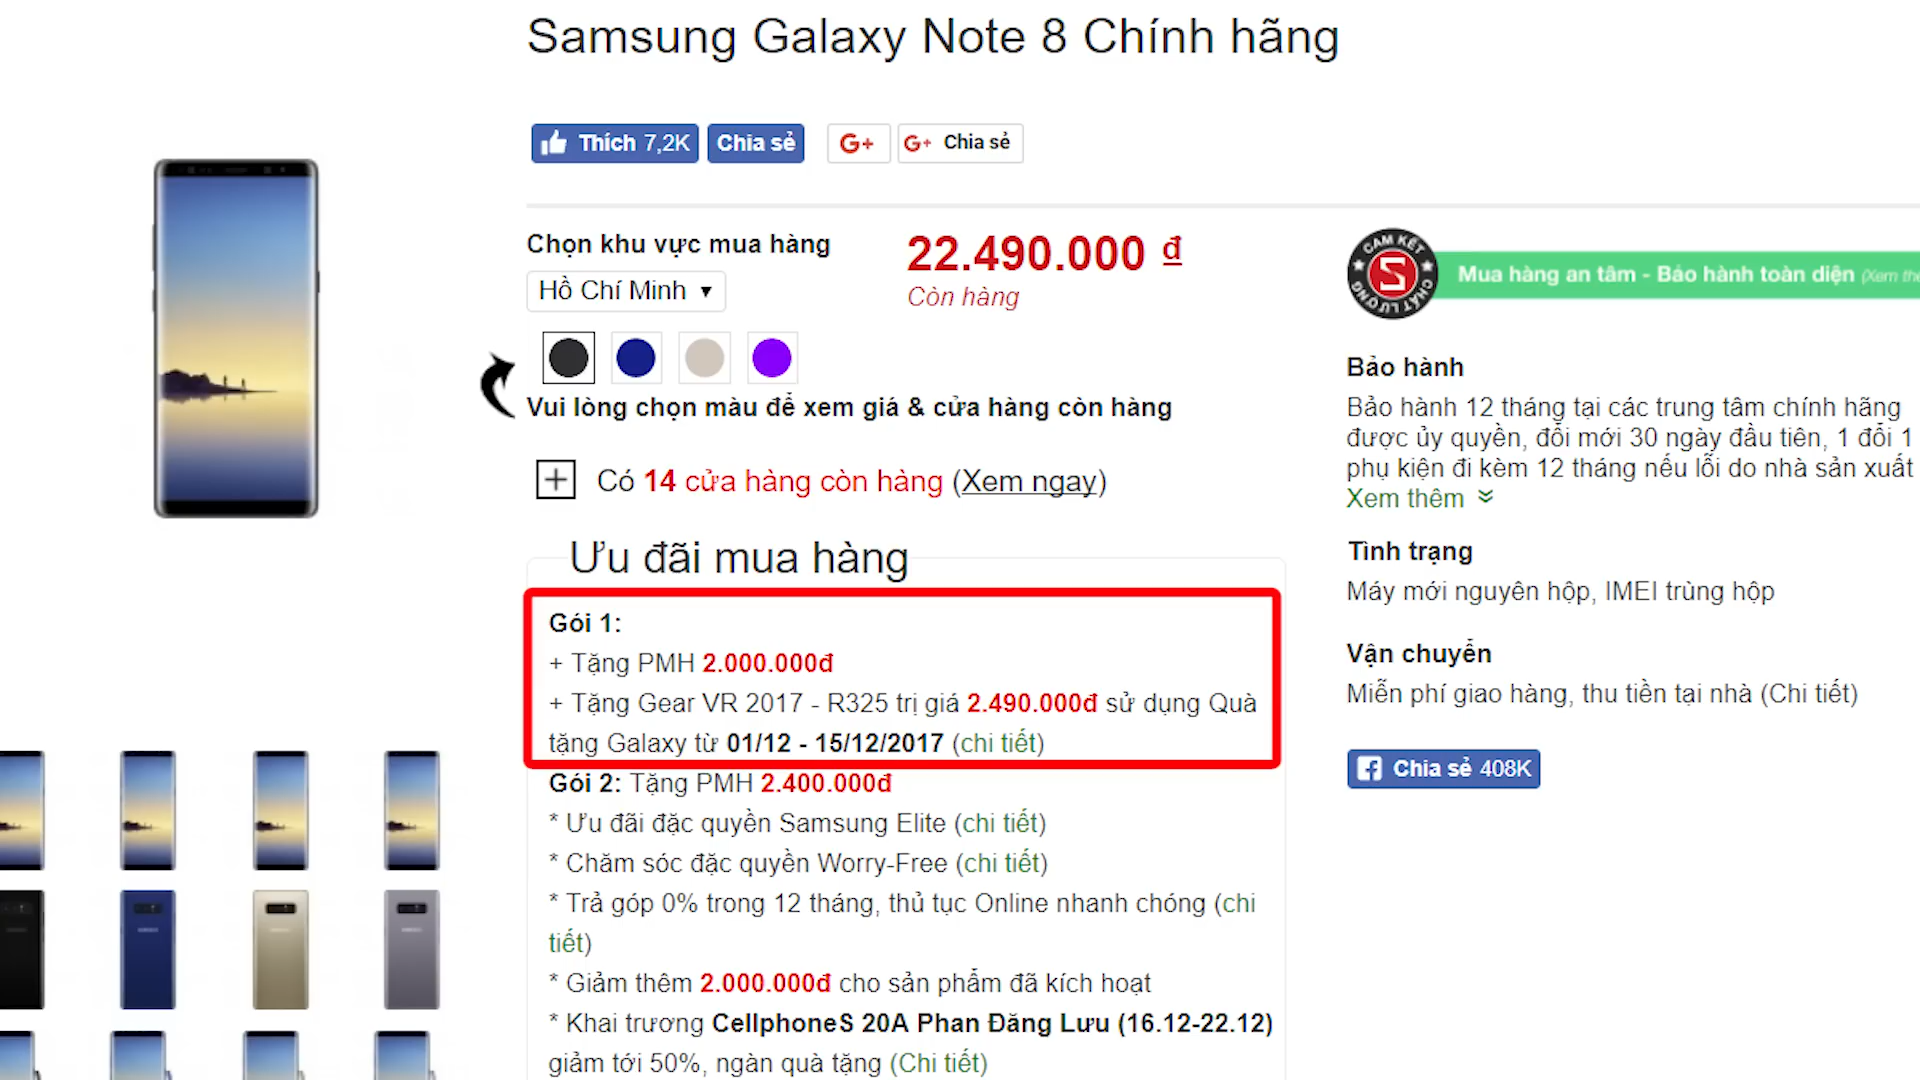 Samsung Galaxy Note 8 Chính hãng
Thích 7,2K
Chia sẻ
G+
G+ Chia sẻ
Chọn khu vực mua hàng
Hồ Chí Minh ▼
22.490.000 ₫
Còn hàng
Vui lòng chọn màu để xem giá & cửa hàng còn hàng
Có 14 cửa hàng còn hàng (Xem ngay)
Ưu đãi mua hàng
Gói 1:
+ Tặng PMH 2.000.000đ
+ Tặng Gear VR 2017 - R325 trị giá 2.490.000đ sử dụng Quà
tặng Galaxy từ 01/12 - 15/12/2017 (chi tiết)
Gói 2: Tặng PMH 2.400.000đ
* Ưu đãi đặc quyền Samsung Elite (chi tiết)
* Chăm sóc đặc quyền Worry-Free (chi tiết)
* Trả góp 0% trong 12 tháng, thủ tục Online nhanh chóng (chi
tiết)
* Giảm thêm 2.000.000đ cho sản phẩm đã kích hoạt
* Khai trương CellphoneS 20A Phan Đăng Lưu (16.12-22.12)
giảm tới 50%, ngàn quà tặng (Chi tiết)
CAM KẾT
S
CHẤT LƯỢNG
Mua hàng an tâm - Bảo hành toàn diện (Xem
Bảo hành
Bảo hành 12 tháng tại các trung tâm chính hãng
được ủy quyền, đổi mới 30 ngày đầu tiên, 1 đổi 1
phụ kiện đi kèm 12 tháng nếu lỗi do nhà sản xuất
Xem thêm
Tình trạng
Máy mới nguyên hộp, IMEI trùng hộp
Vận chuyển
Miễn phí giao hàng, thu tiền tại nhà (Chi tiết)
Chia sẻ 408K